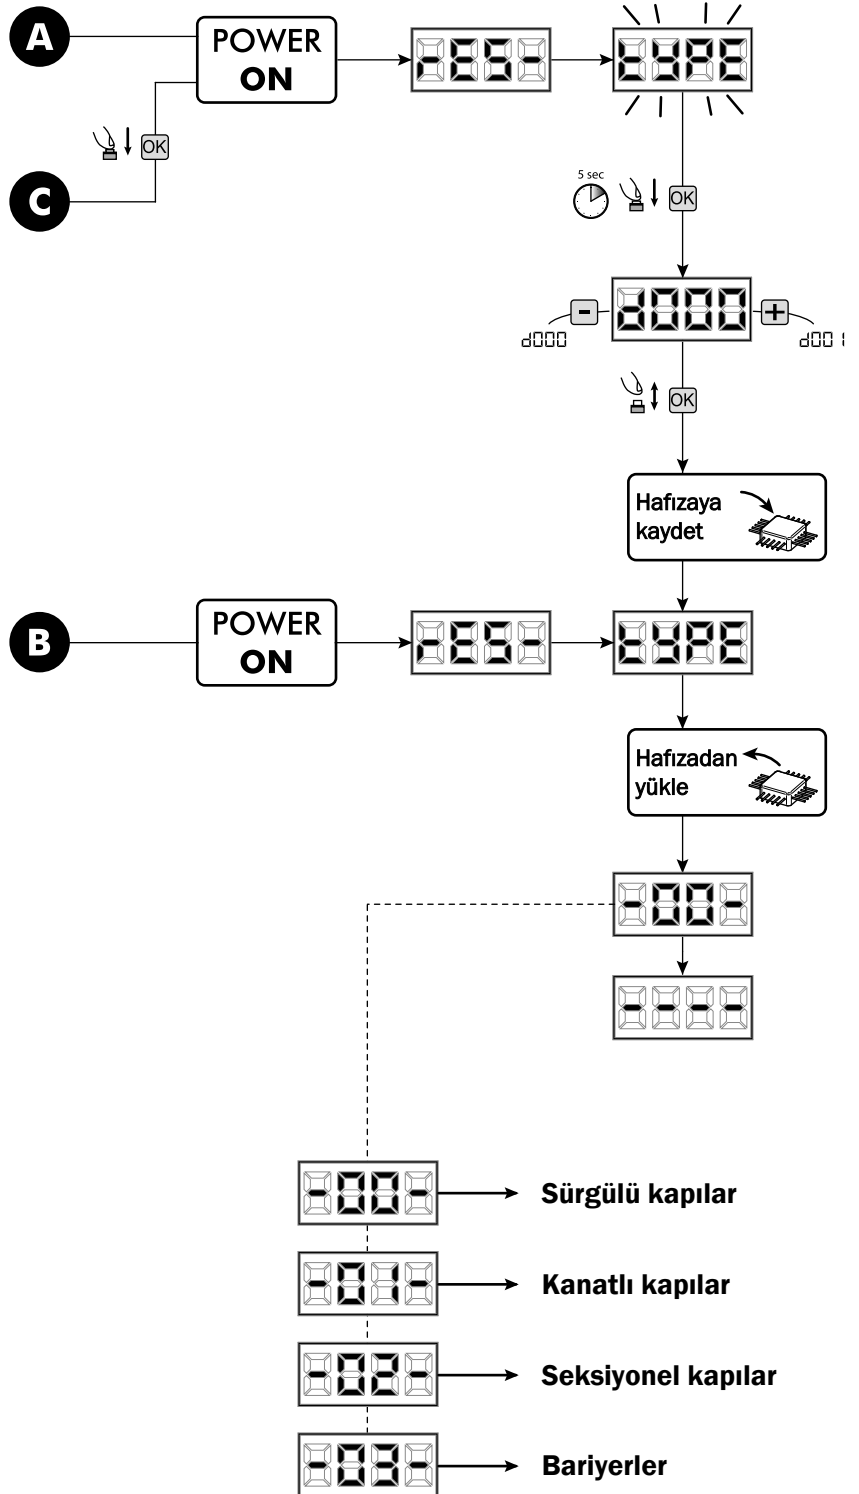 A
POWER
ON
rES-
tYPE
OK
C
5 sec
OK
d000
-
+
d000
d001
OK
Hafızaya
kaydet
B
POWER
ON
rES-
tYPE
Hafızadan
yükle
-00-
----
-00-
Sürgülü kapılar
-01-
Kanatlı kapılar
-02-
Seksiyonel kapılar
-03-
Bariyerler